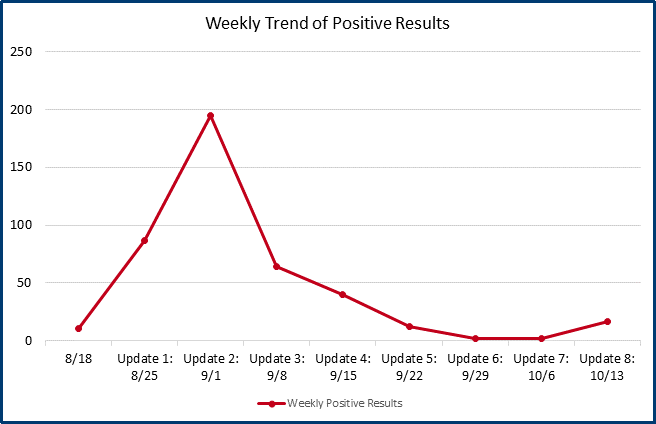 Weekly Trend of Positive Results
250
200
150
100
50
0
8/18 Update 1: Update 2: Update 3: Update 4: Update 5: Update 6: Update 7: Update 8:
8/25 9/1 9/8 9/15 9/22 9/29 10/6 10/13
Weekly Positive Results